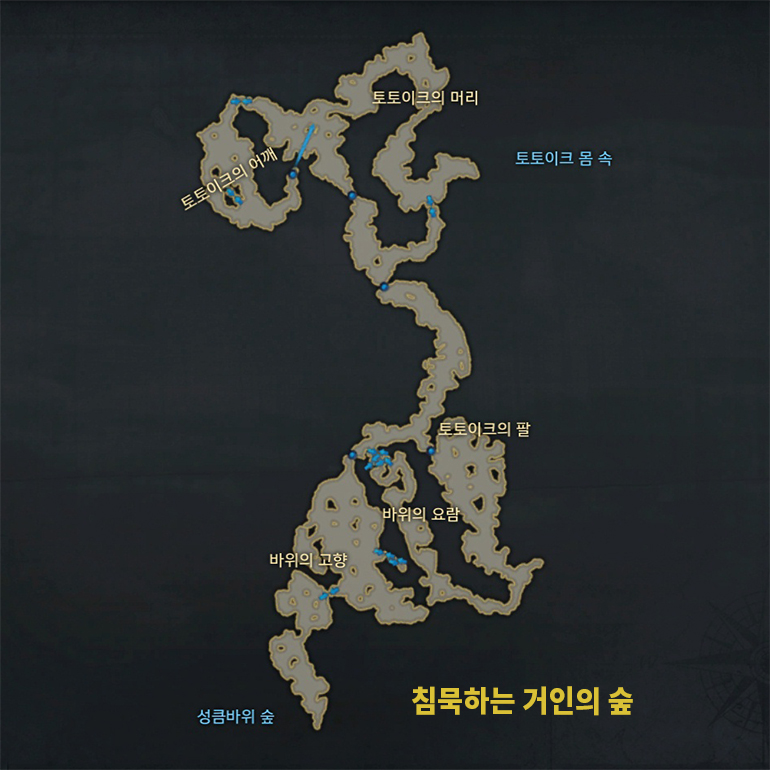 토토이크의 머리
토토이크 몸 속
토토이크의 어깨
토토이크의 팔
바위의 요람
바위의 고향
침묵하는 거인의 숲
성큼바위 숲